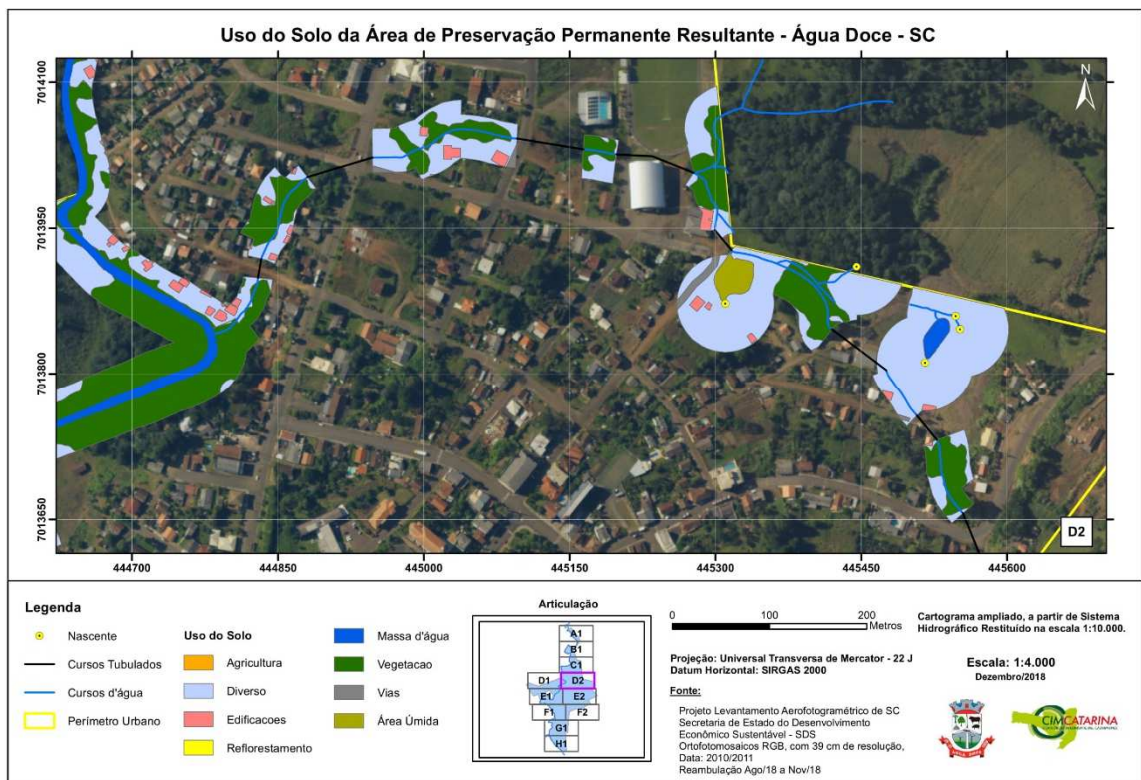 Uso do Solo da Área de Preservação Permanente Resultante - Água Doce - SC
N
7014100
7013950
7013800
7013650
D2
444700
444850
445000
445150
445300
445450
445600
Legenda
Nascente
Cursos Tubulados
Cursos d'água
Perímetro Urbano
Uso do Solo
Agricultura
Diverso
Edificacoes
Reflorestamento
Massa d'água
Vegetacao
Vias
Área Úmida
Articulação
A1
B1
C1
D1 D2
E1 E2
F1 F2
G1
H1
0 100 200
Metros
Projeção: Universal Transversa de Mercator - 22 J
Datum Horizontal: SIRGAS 2000
Fonte:
Projeto Levantamento Aerofotogramétrico de SC
Secretaria de Estado do Desenvolvimento
Econômico Sustentável - SDS
Ortofotomosaicos RGB, com 39 cm de resolução,
Data: 2010/2011
Reambulação Ago/18 a Nov/18
Cartograma ampliado, a partir de Sistema
Hidrográfico Restituído na escala 1:10.000.
Escala: 1:4.000
Dezembro/2018
CIMCATARINA